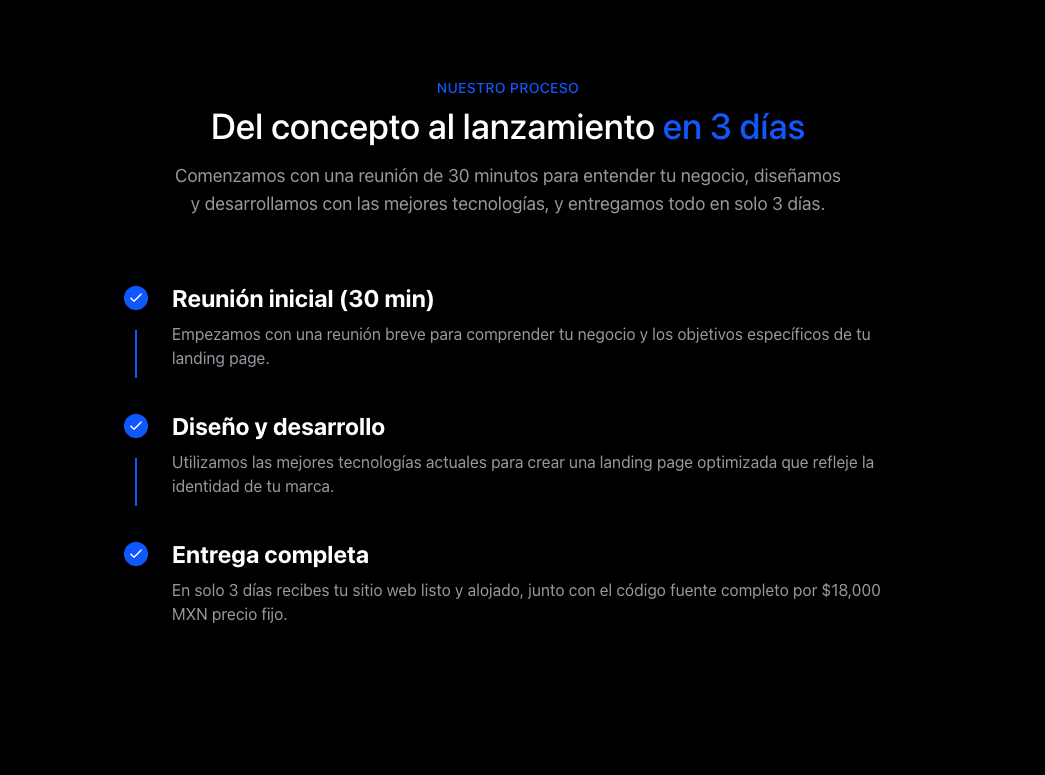 NUESTRO PROCESO
Del concepto al lanzamiento en 3 días
Comenzamos con una reunión de 30 minutos para entender tu negocio, diseñamos
y desarrollamos con las mejores tecnologías, y entregamos todo en solo 3 días.
Reunión inicial (30 min)
Empezamos con una reunión breve para comprender tu negocio y los objetivos específicos de tu
landing page.
Diseño y desarrollo
Utilizamos las mejores tecnologías actuales para crear una landing page optimizada que refleje la
identidad de tu marca.
Entrega completa
En solo 3 días recibes tu sitio web listo y alojado, junto con el código fuente completo por $18,000
MXN precio fijo.